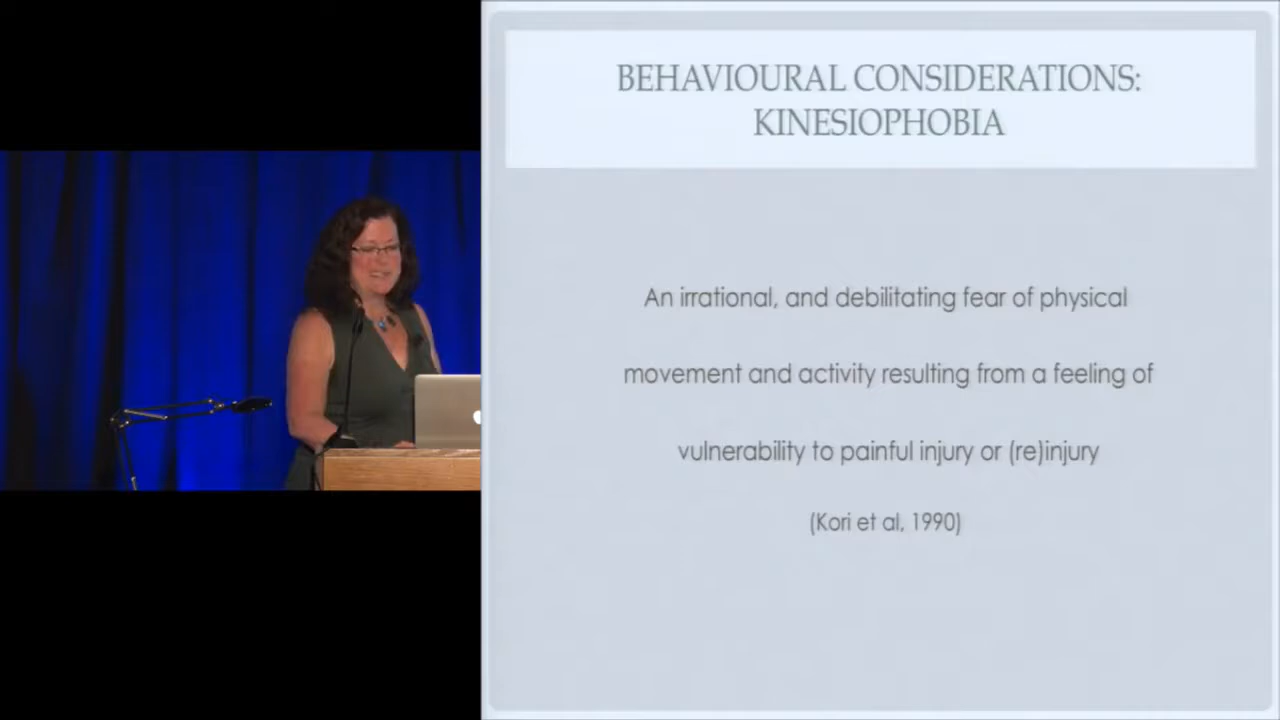 BEHAVIOURAL CONSIDERATIONS:
KINESIOPHOBIA
An irrational, and debilitating fear of physical
movement and activity resulting from a feeling of
vulnerability to painful injury or (re)injury
(Kori et al, 1990)